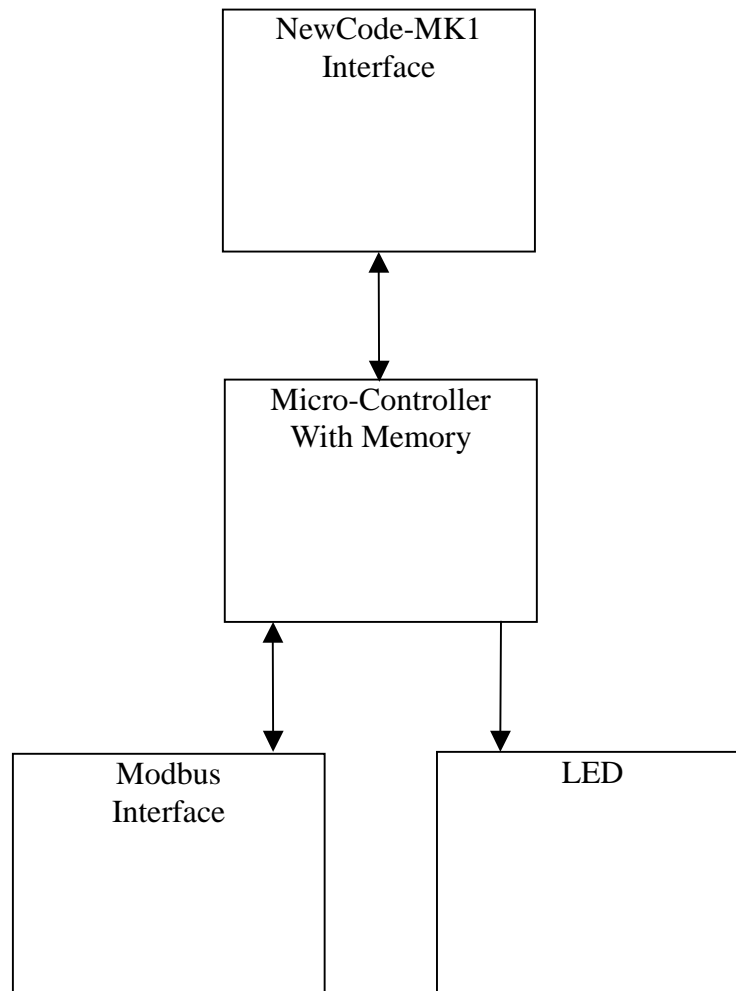 NewCode-MK1
Interface
Micro-Controller
With Memory
Modbus
Interface
LED